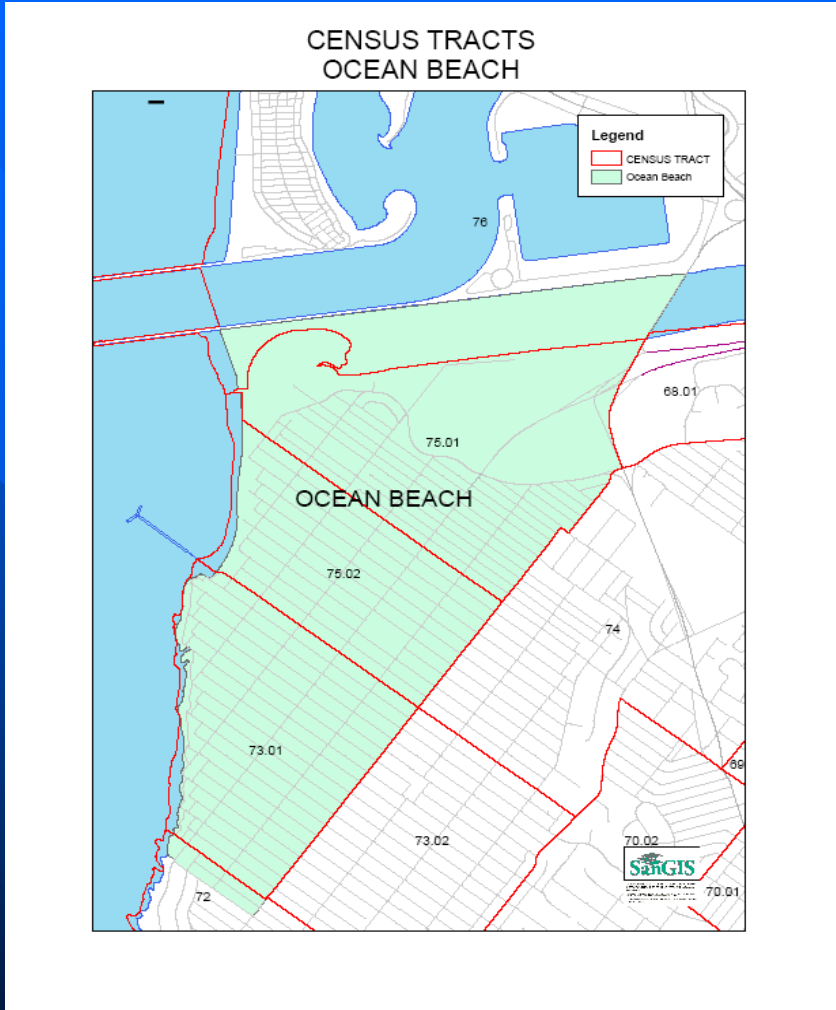 CENSUS TRACTS
OCEAN BEACH
Legend
CENSUS TRACT
Ocean Beach
76
68.01
75.01
OCEAN BEACH
75.02
74
73.01
69
73.02
70.02
SanGIS
70.01
72